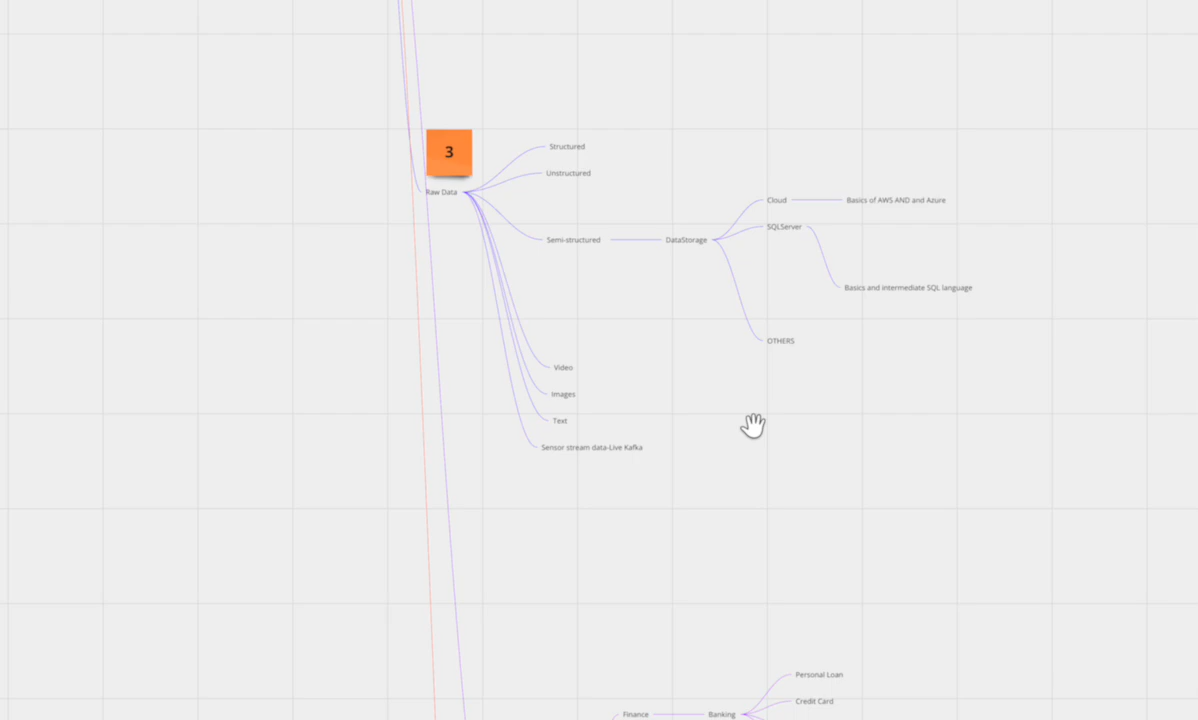 3
Raw Data
Structured
Unstructured
Semi-structured
DataStorage
Cloud
Basics of AWS AND and Azure
SQLServer
Basics and intermediate SQL language
OTHERS
Video
Images
Text
Sensor stream data-Live Kafka
Personal Loan
Credit Card
Finance
Banking